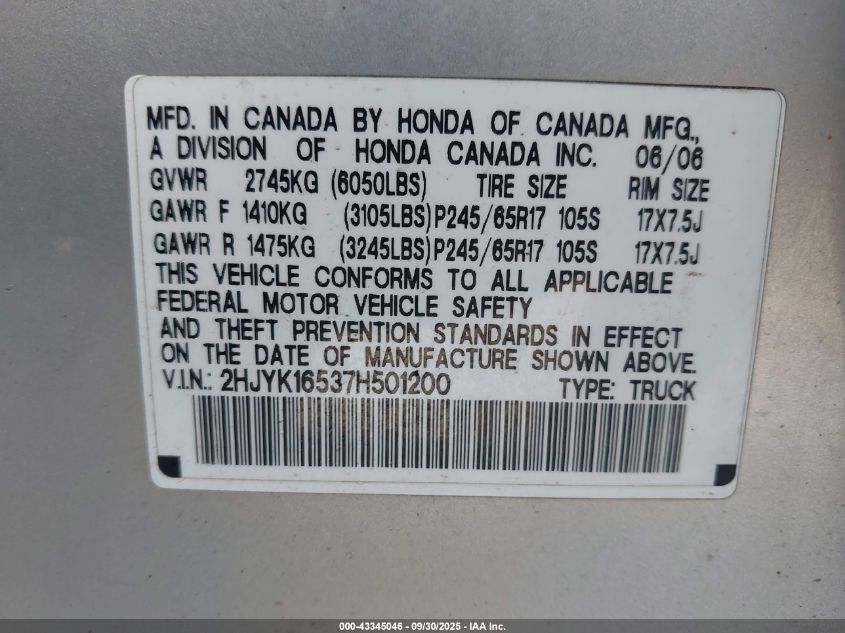 MFD. IN CANADA BY HONDA OF CANADA MFG.,
A DIVISION OF HONDA CANADA INC. 06/06
GVWR 2745KG (6050LBS) TIRE SIZE RIM SIZE
GAWR F 1410KG (3105LBS) P245/65R17 105S 17X7.5J
GAWR R 1475KG (3245LBS) P245/65R17 105S 17X7.5J
THIS VEHICLE CONFORMS TO ALL APPLICABLE
FEDERAL MOTOR VEHICLE SAFETY
AND THEFT PREVENTION STANDARDS IN EFFECT
ON THE DATE OF MANUFACTURE SHOWN ABOVE.
V.I.N.: 2HJYK16537H501200 TYPE: TRUCK
000-43345046 - 09/30/2025 - IAA Inc.